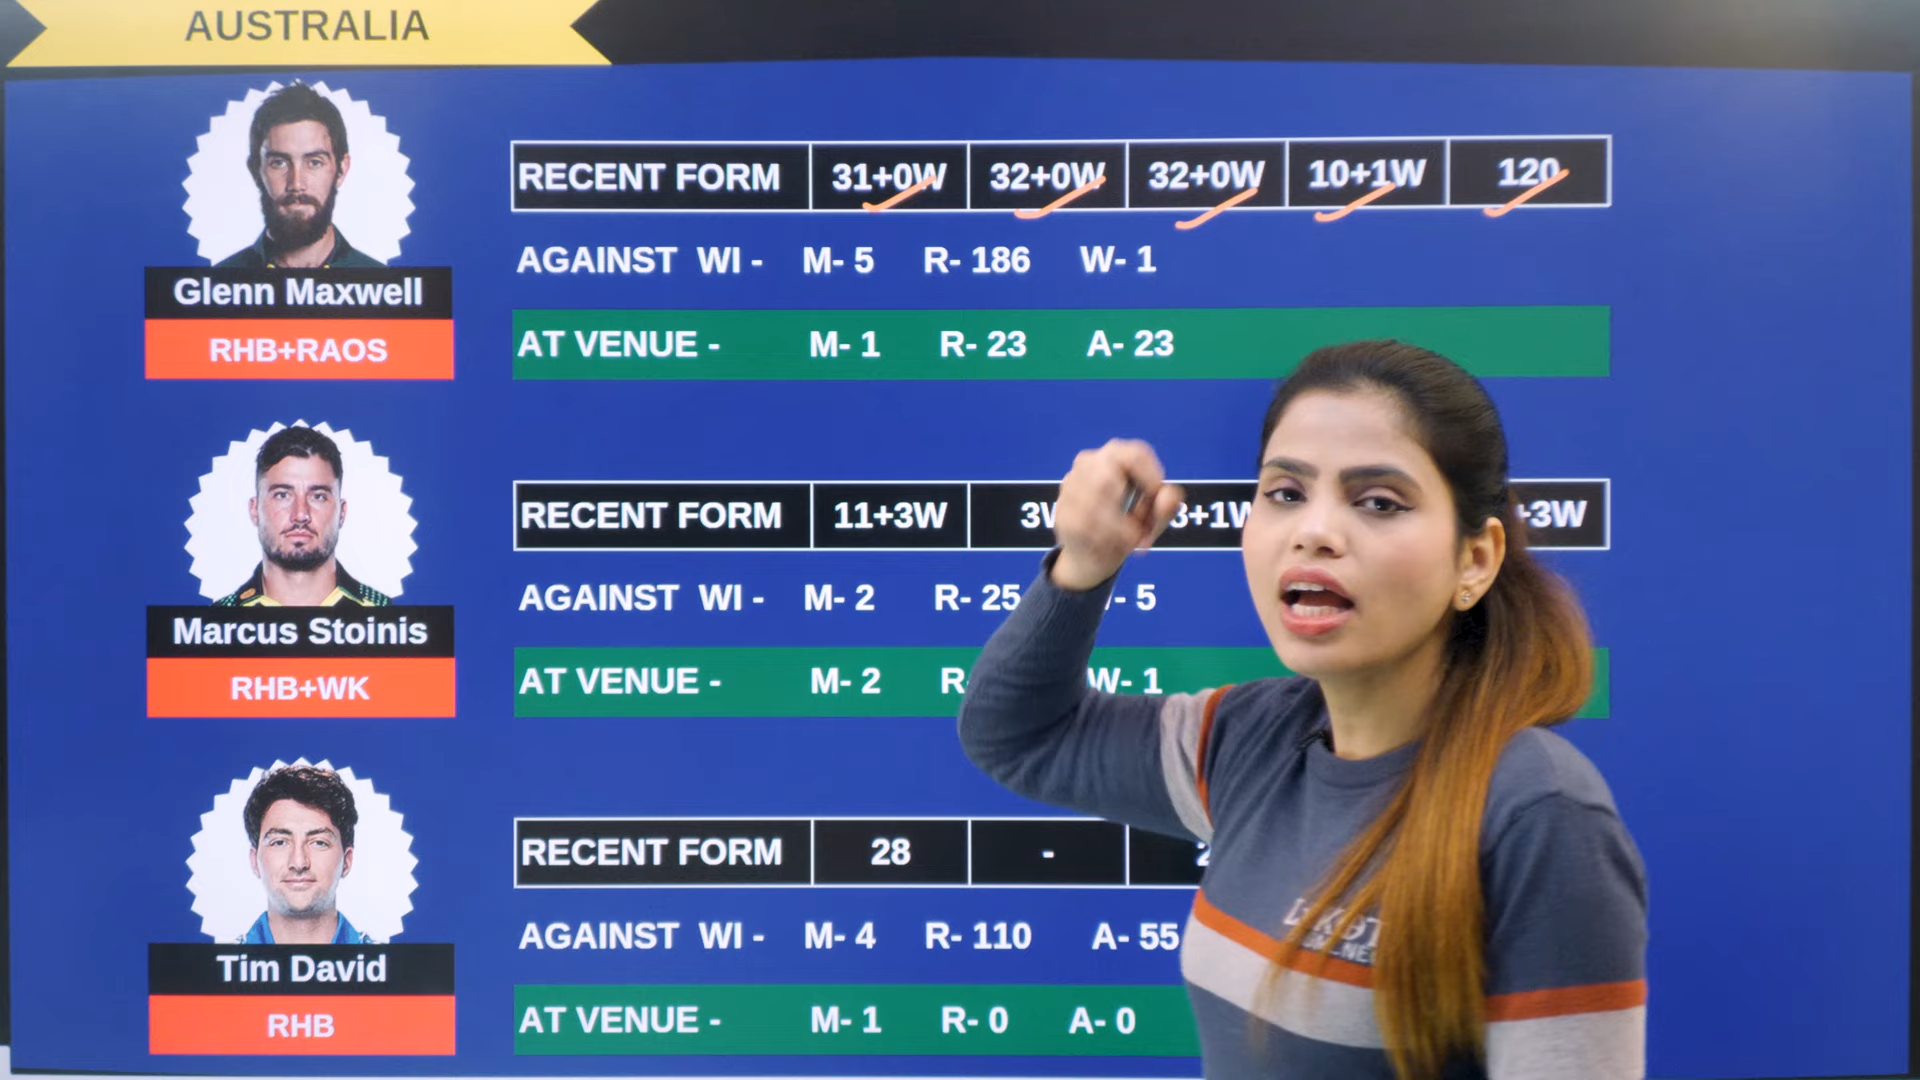 AUSTRALIA
RECENT FORM 31+0W 32+0W 32+0W 10+1W 120
AGAINST WI - M- 5 R- 186 W- 1
Glenn Maxwell
RHB+RAOS
AT VENUE - M- 1 R- 23 A- 23
RECENT FORM 11+3W +3W
AGAINST WI - M- 2 R- 25 - 5
Marcus Stoinis
RHB+WK
AT VENUE - M- 2 W- 1
RECENT FORM 28 -
AGAINST WI - M- 4 R- 110 A- 55
Tim David
RHB
AT VENUE - M- 1 R- 0 A- 0